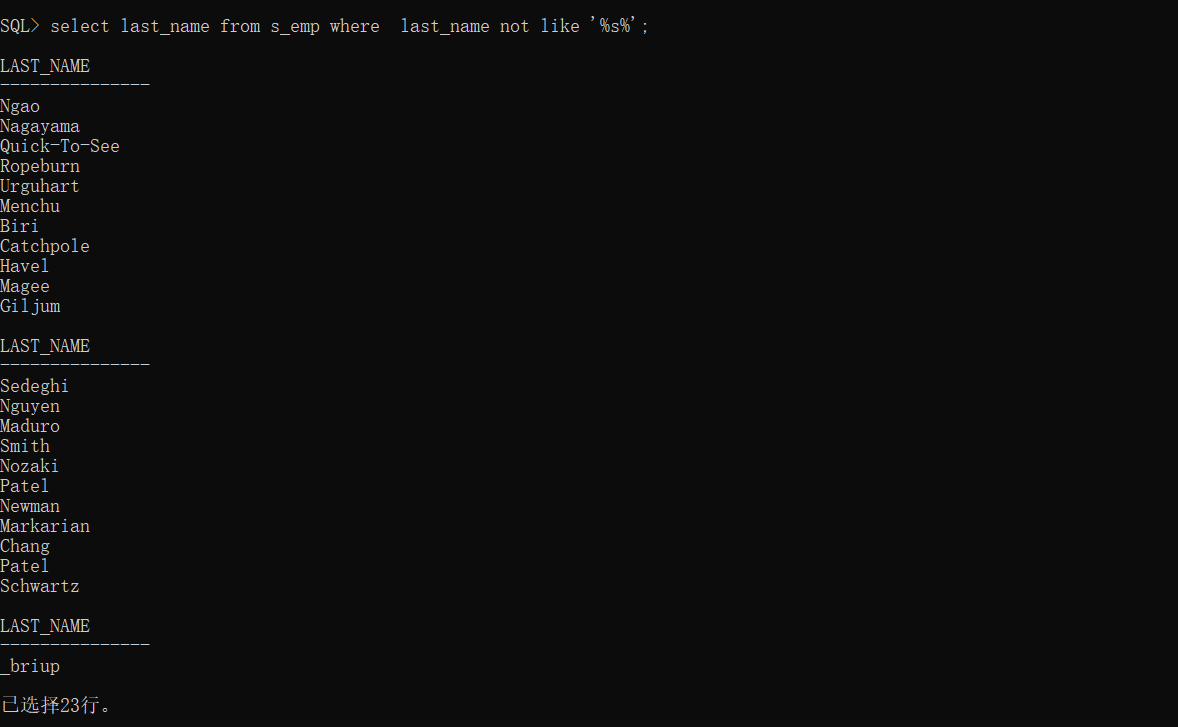 SQL> select last_name from s_emp where  last_name not like '%s%';
LAST_NAME
---------------
Ngao
Nagayama
Quick-To-See
Ropeburn
Urguhart
Menchu
Biri
Catchpole
Havel
Magee
Giljum
LAST_NAME
---------------
Sedeghi
Nguyen
Maduro
Smith
Nozaki
Patel
Newman
Markarian
Chang
Patel
Schwartz
LAST_NAME
---------------
_briup
已选择23行。